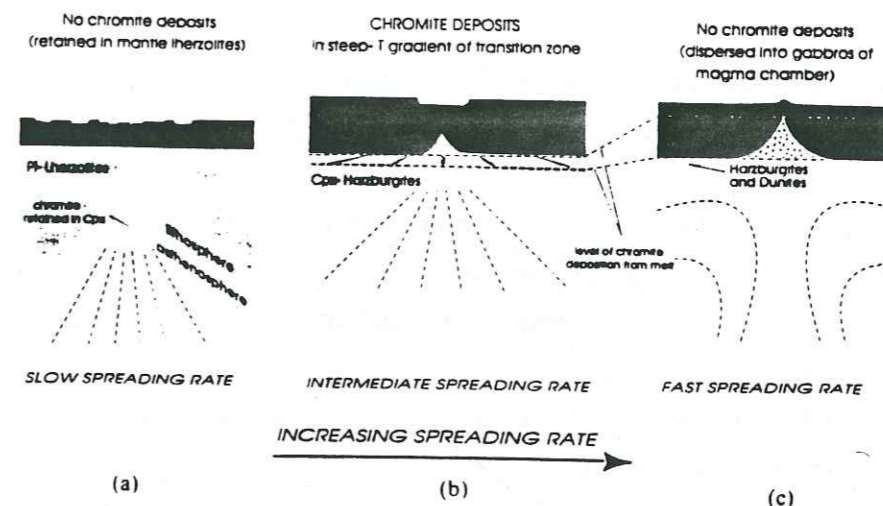 No chromite deposits
(retained in mantle lherzolites)
CHROMITE DEPOSITS
in steep-T gradient of transition zone
No chromite deposits
(dispersed into gabbros of
magma chamber)
Pl-Lherzolites
chromite
retained in Cpx
lithosphere
asthenosphere
Cpx-Harzburgites
level of chromite
deposition from melt
Harzburgites
and Dunites
SLOW SPREADING RATE
INTERMEDIATE SPREADING RATE
FAST SPREADING RATE
INCREASING SPREADING RATE
(a)
(b)
(c)